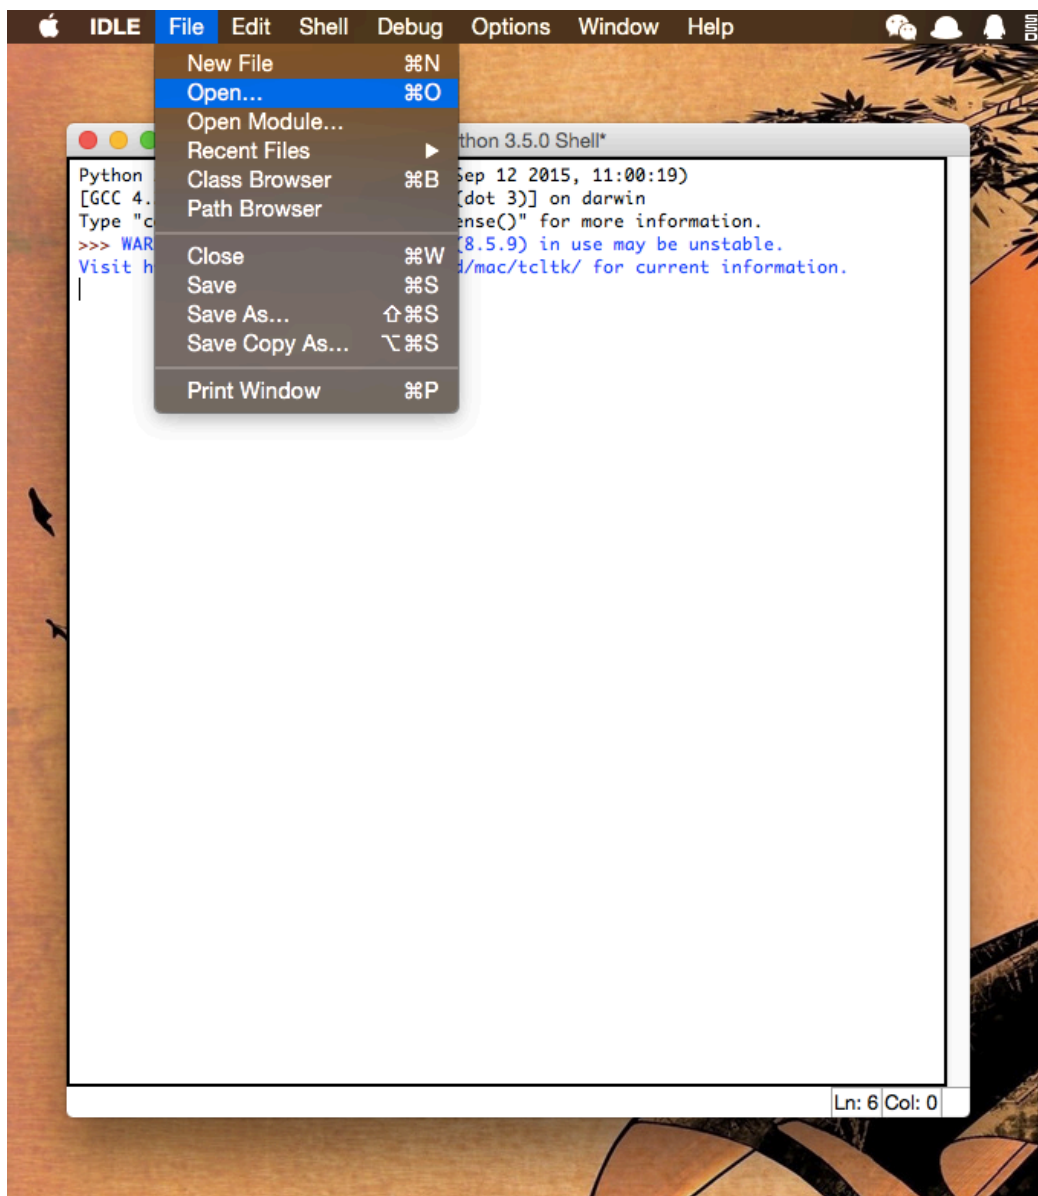 IDLE File Edit Shell Debug Options Window Help
New File ⌘N
Open... ⌘O
Open Module...
Recent Files ▶
Class Browser ⌘B
Path Browser
Close ⌘W
Save ⌘S
Save As... ⇧⌘S
Save Copy As... ⌥⌘S
Print Window ⌘P
thon 3.5.0 Shell*
Python Sep 12 2015, 11:00:19)
[GCC 4. (dot 3)] on darwin
Type "c ense()" for more information.
>>> WAR (8.5.9) in use may be unstable.
Visit h d/mac/tcltk/ for current information.
Ln: 6 Col: 0